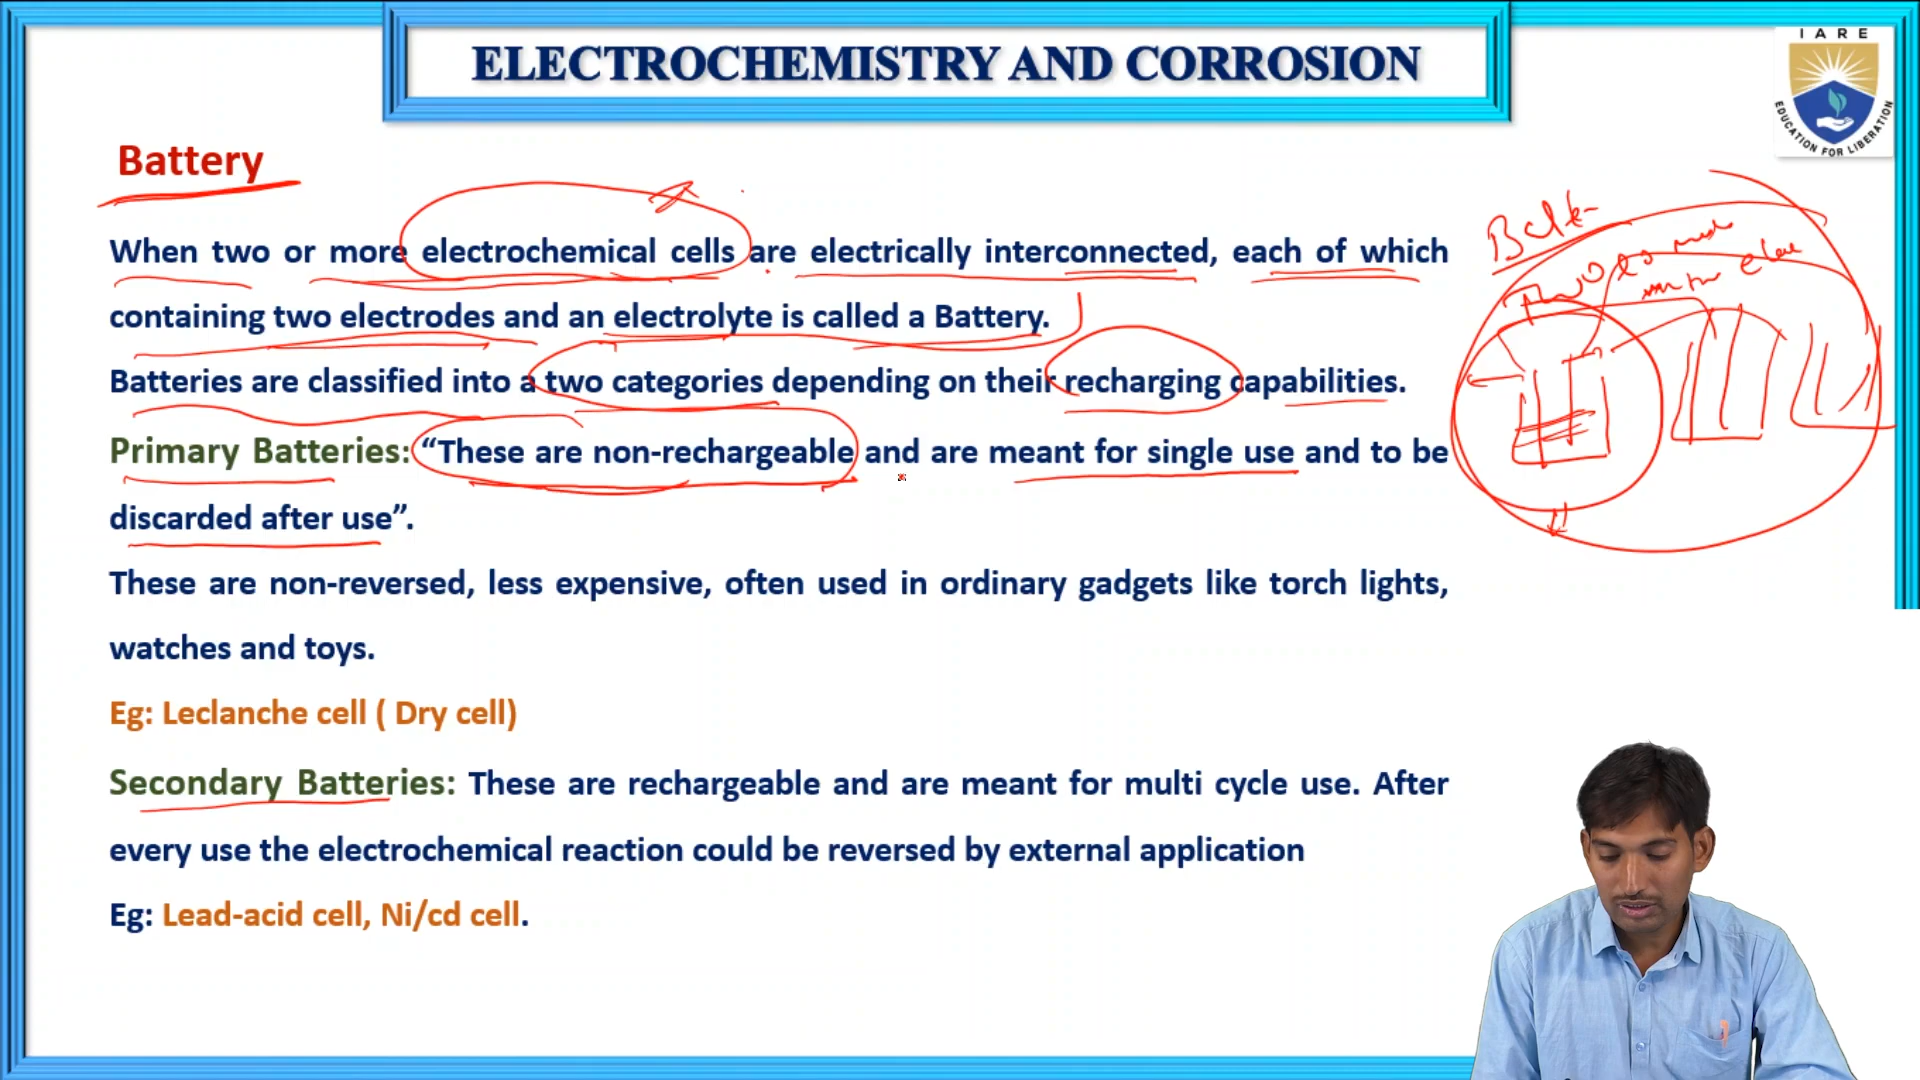 ELECTROCHEMISTRY AND CORROSION
I A R E
EDUCATION FOR LIBERATION
Battery
When two or more electrochemical cells are electrically interconnected, each of which
containing two electrodes and an electrolyte is called a Battery.
Batteries are classified into a two categories depending on their recharging capabilities.
Primary Batteries: “These are non-rechargeable and are meant for single use and to be
discarded after use”.
These are non-reversed, less expensive, often used in ordinary gadgets like torch lights,
watches and toys.
Eg: Leclanche cell ( Dry cell)
Secondary Batteries: These are rechargeable and are meant for multi cycle use. After
every use the electrochemical reaction could be reversed by external application
Eg: Lead-acid cell, Ni/cd cell.
Two